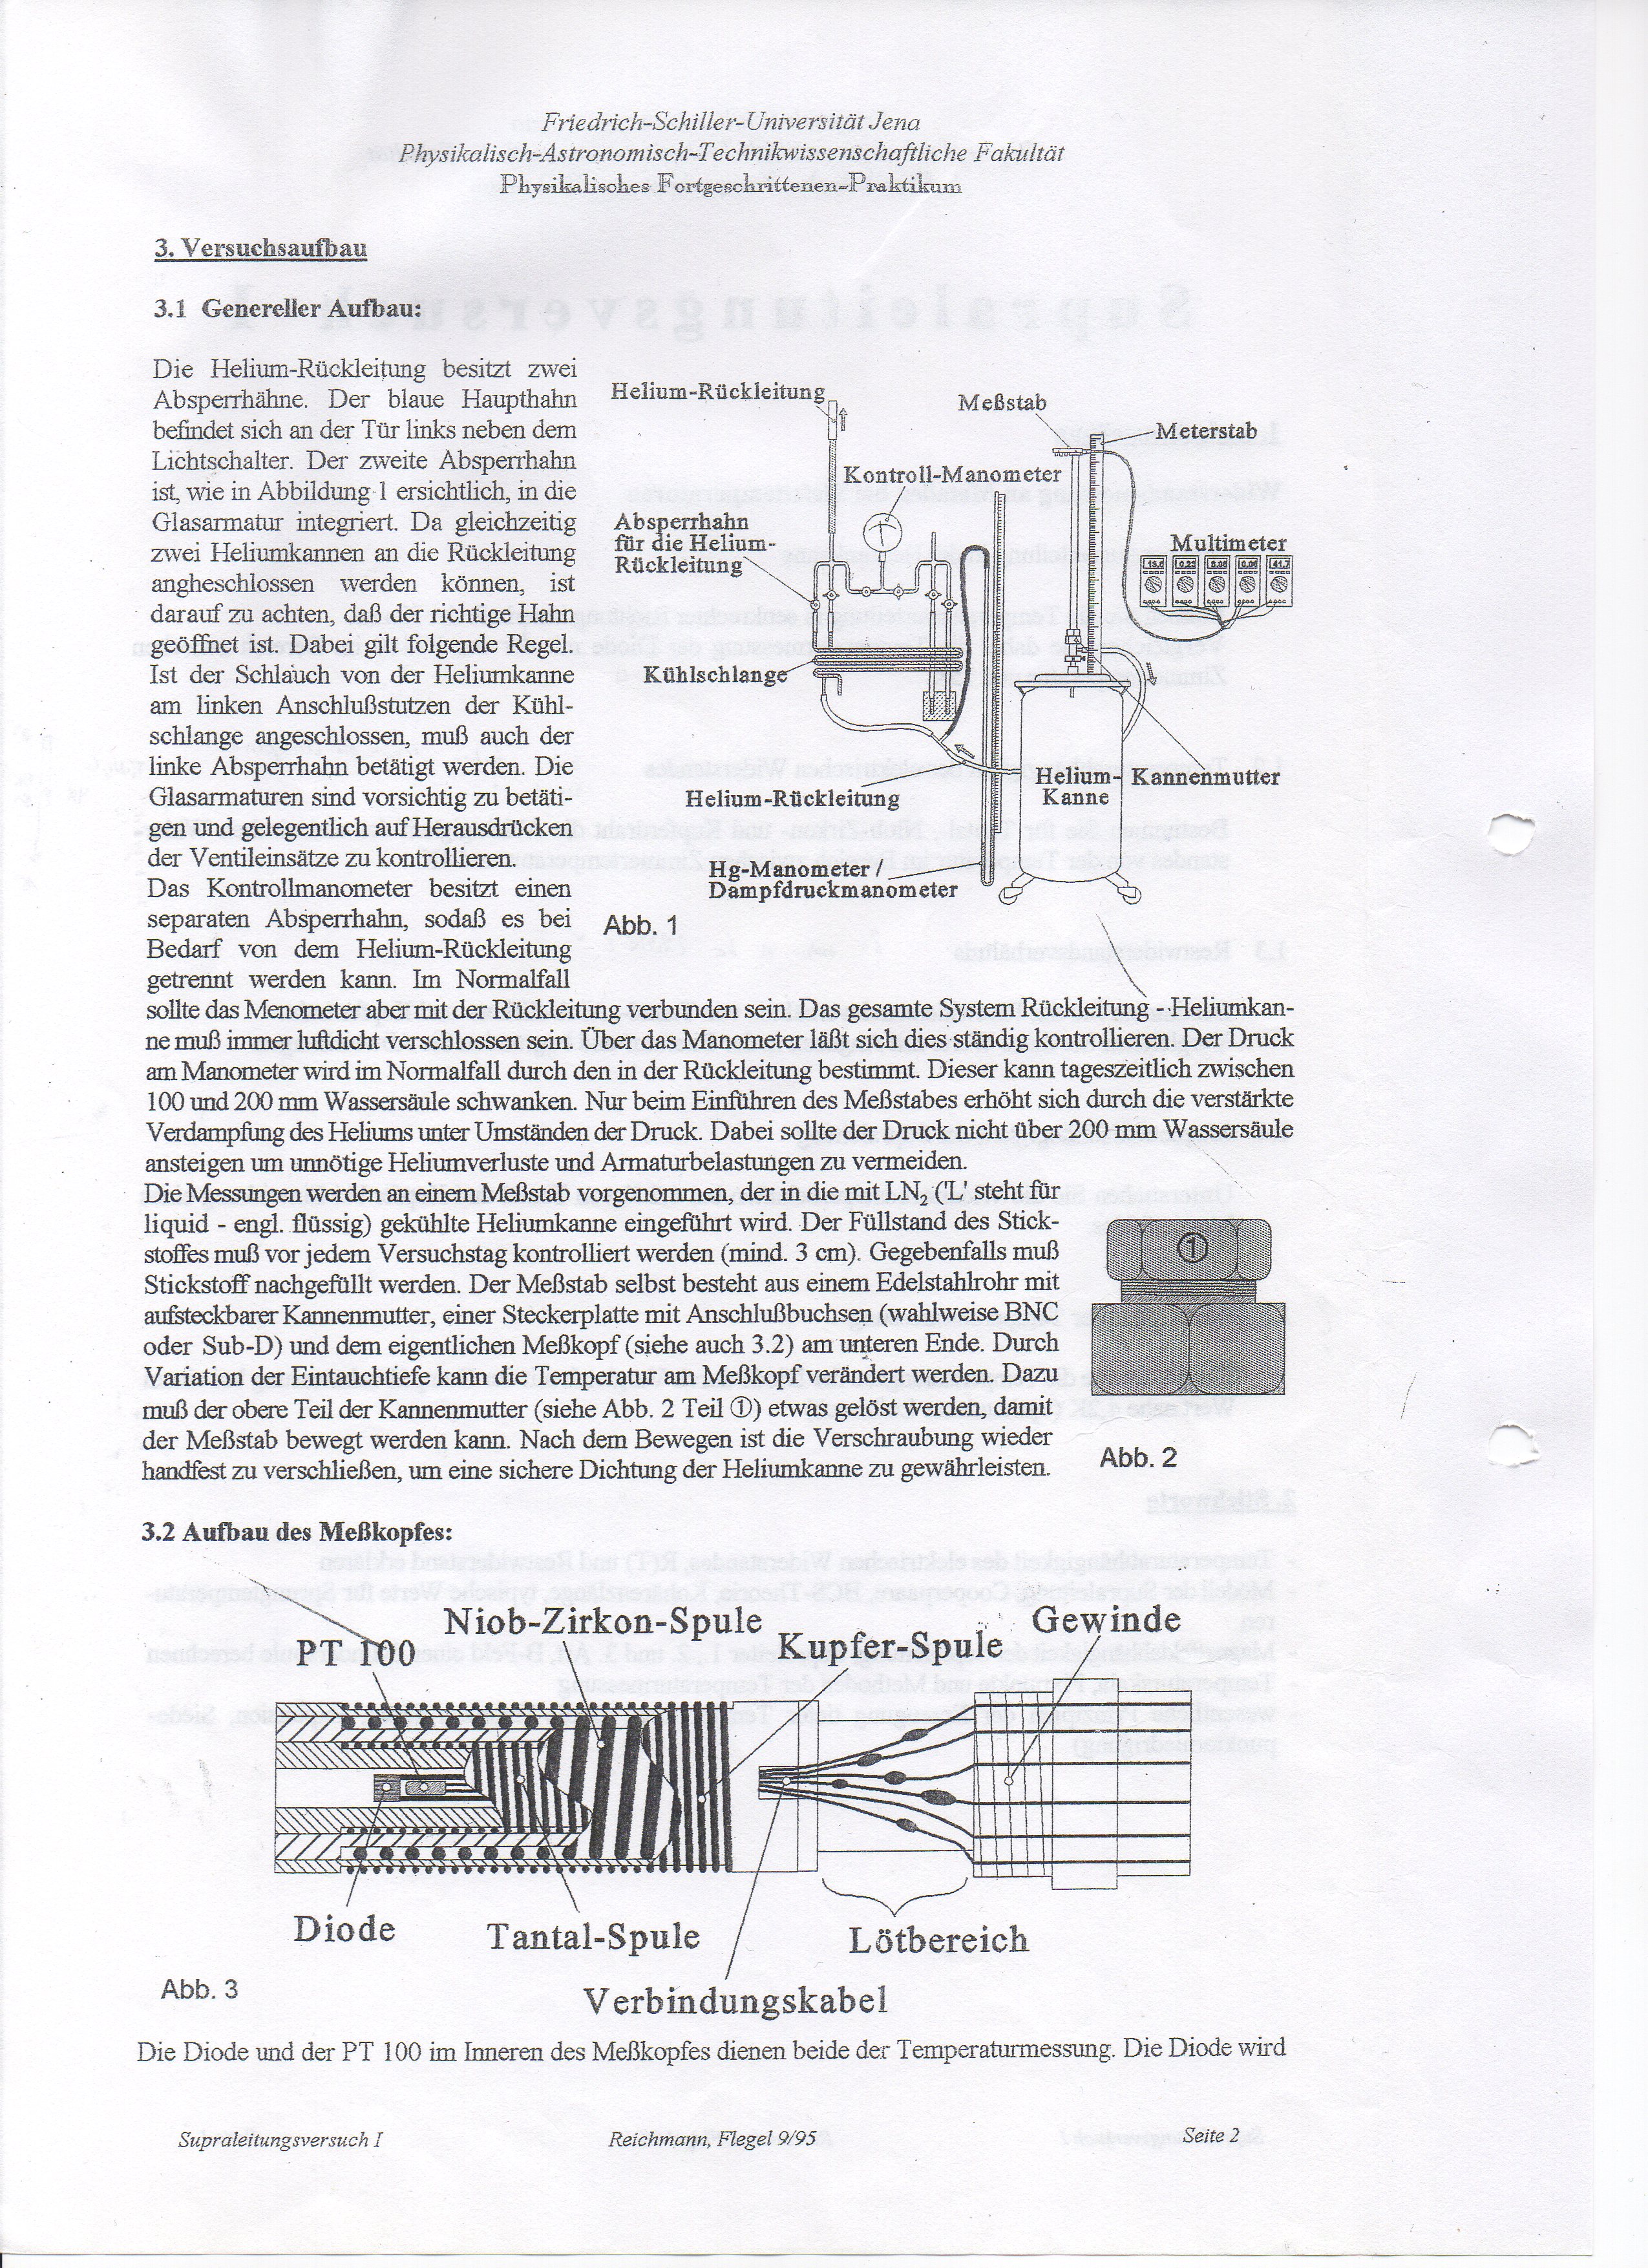 Friedrich-Schiller-Universität Jena
Physikalisch-Astronomisch-Technikwissenschaftliche Fakultät
Physikalisches Fortgeschrittenen-Praktikum
3. Versuchsaufbau
3.1 Genereller Aufbau:
Die Helium-Rückleitung besitzt zwei
Absperrhähne. Der blaue Haupthahn
befindet sich an der Tür links neben dem
Lichtschalter. Der zweite Absperrhahn
ist, wie in Abbildung 1 ersichtlich, in die
Glasarmatur integriert. Da gleichzeitig
zwei Heliumkannen an die Rückleitung
angheschlossen werden können, ist
darauf zu achten, daß der richtige Hahn
geöffnet ist. Dabei gilt folgende Regel.
Ist der Schlauch von der Heliumkanne
am linken Anschlußstutzen der Kühl-
schlange angeschlossen, muß auch der
linke Absperrhahn betätigt werden. Die
Glasarmaturen sind vorsichtig zu betäti-
gen und gelegentlich auf Herausdrücken
der Ventileinsätze zu kontrollieren.
Das Kontrollmanometer besitzt einen
separaten Absperrhahn, sodaß es bei
Bedarf von dem Helium-Rückleitung
getrennt werden kann. Im Normalfall
Helium-Rückleitung
Meßstab
Meterstab
Kontroll-Manometer
Absperrhahn
für die Helium-
Rückleitung
Multimeter
Kühlschlange
Helium-
Kanne
Kannenmutter
Helium-Rückleitung
Hg-Manometer /
Dampfdruckmanometer
Abb. 1
sollte das Menometer aber mit der Rückleitung verbunden sein. Das gesamte System Rückleitung - Heliumkan-
ne muß immer luftdicht verschlossen sein. Über das Manometer läßt sich dies ständig kontrollieren. Der Druck
am Manometer wird im Normalfall durch den in der Rückleitung bestimmt. Dieser kann tageszeitlich zwischen
100 und 200 mm Wassersäule schwanken. Nur beim Einführen des Meßstabes erhöht sich durch die verstärkte
Verdampfung des Heliums unter Umständen der Druck. Dabei sollte der Druck nicht über 200 mm Wassersäule
ansteigen um unnötige Heliumverluste und Armaturbelastungen zu vermeiden.
Die Messungen werden an einem Meßstab vorgenommen, der in die mit LN₂ ('L' steht für
liquid - engl. flüssig) gekühlte Heliumkanne eingeführt wird. Der Füllstand des Stick-
stoffes muß vor jedem Versuchstag kontrolliert werden (mind. 3 cm). Gegebenfalls muß
Stickstoff nachgefüllt werden. Der Meßstab selbst besteht aus einem Edelstahlrohr mit
aufsteckbarer Kannenmutter, einer Steckerplatte mit Anschlußbuchsen (wahlweise BNC
oder Sub-D) und dem eigentlichen Meßkopf (siehe auch 3.2) am unteren Ende. Durch
Variation der Eintauchtiefe kann die Temperatur am Meßkopf verändert werden. Dazu
muß der obere Teil der Kannenmutter (siehe Abb. 2 Teil ①) etwas gelöst werden, damit
der Meßstab bewegt werden kann. Nach dem Bewegen ist die Verschraubung wieder
handfest zu verschließen, um eine sichere Dichtung der Heliumkanne zu gewährleisten.
①
Abb. 2
3.2 Aufbau des Meßkopfes:
PT 100
Niob-Zirkon-Spule
Kupfer-Spule
Gewinde
Diode
Tantal-Spule
Verbindungskabel
Lötbereich
Abb. 3
Die Diode und der PT 100 im Inneren des Meßkopfes dienen beide der Temperaturmessung. Die Diode wird
Supraleitungsversuch I Reichmann, Flegel 9/95 Seite 2